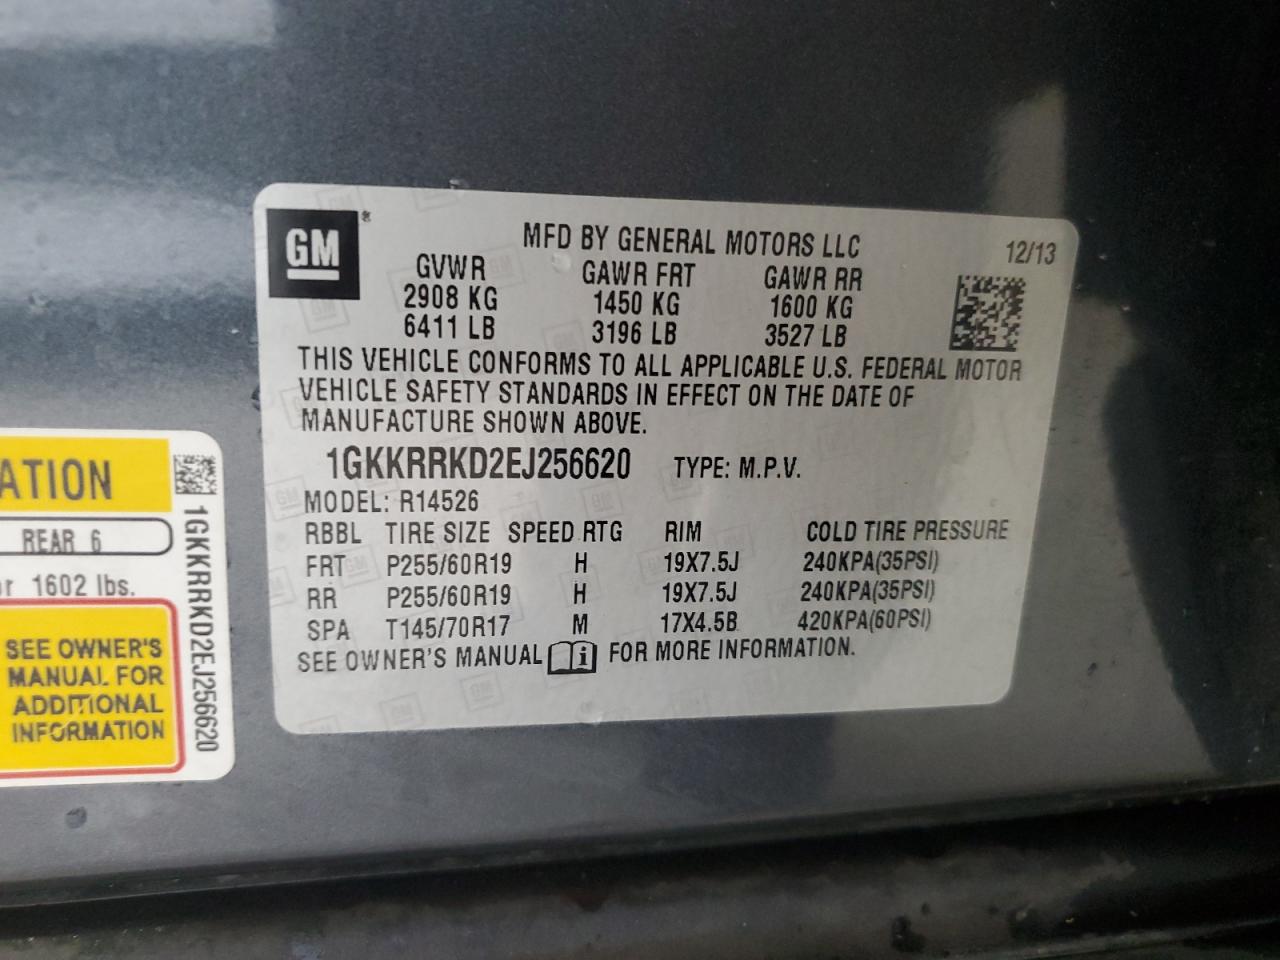 GM ®
MFD BY GENERAL MOTORS LLC 12/13
GVWR GAWR FRT GAWR RR
2908 KG 1450 KG 1600 KG
6411 LB 3196 LB 3527 LB
THIS VEHICLE CONFORMS TO ALL APPLICABLE U.S. FEDERAL MOTOR
VEHICLE SAFETY STANDARDS IN EFFECT ON THE DATE OF
MANUFACTURE SHOWN ABOVE.
1GKKRRKD2EJ256620 TYPE: M.P.V.
MODEL: R14526
RBBL TIRE SIZE SPEED RTG RIM COLD TIRE PRESSURE
FRT P255/60R19 H 19X7.5J 240KPA(35PSI)
RR P255/60R19 H 19X7.5J 240KPA(35PSI)
SPA T145/70R17 M 17X4.5B 420KPA(60PSI)
SEE OWNER'S MANUAL i FOR MORE INFORMATION.
ATION
REAR 6
or 1602 lbs.
SEE OWNER'S
MANUAL FOR
ADDITIONAL
INFORMATION
1GKKRRKD2EJ256620